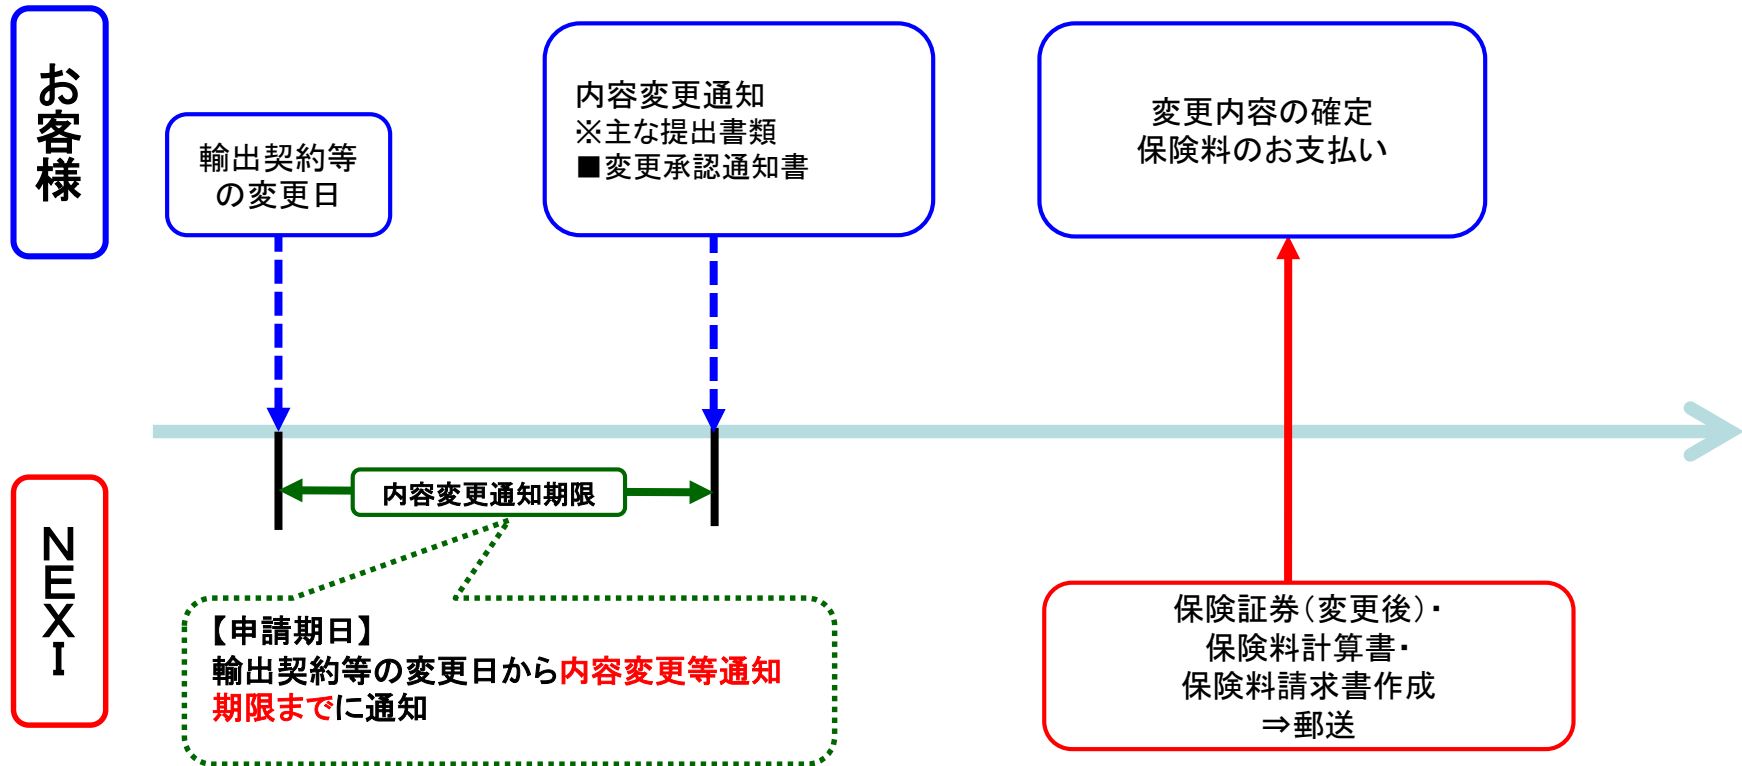 お客様
輸出契約等
の変更日
内容変更通知
※主な提出書類
■変更承認通知書
変更内容の確定
保険料のお支払い
内容変更通知期限
ＮＥＸＩ
【申請期日】
輸出契約等の変更日から内容変更等通知
期限までに通知
保険証券（変更後）・
保険料計算書・
保険料請求書作成
⇒郵送